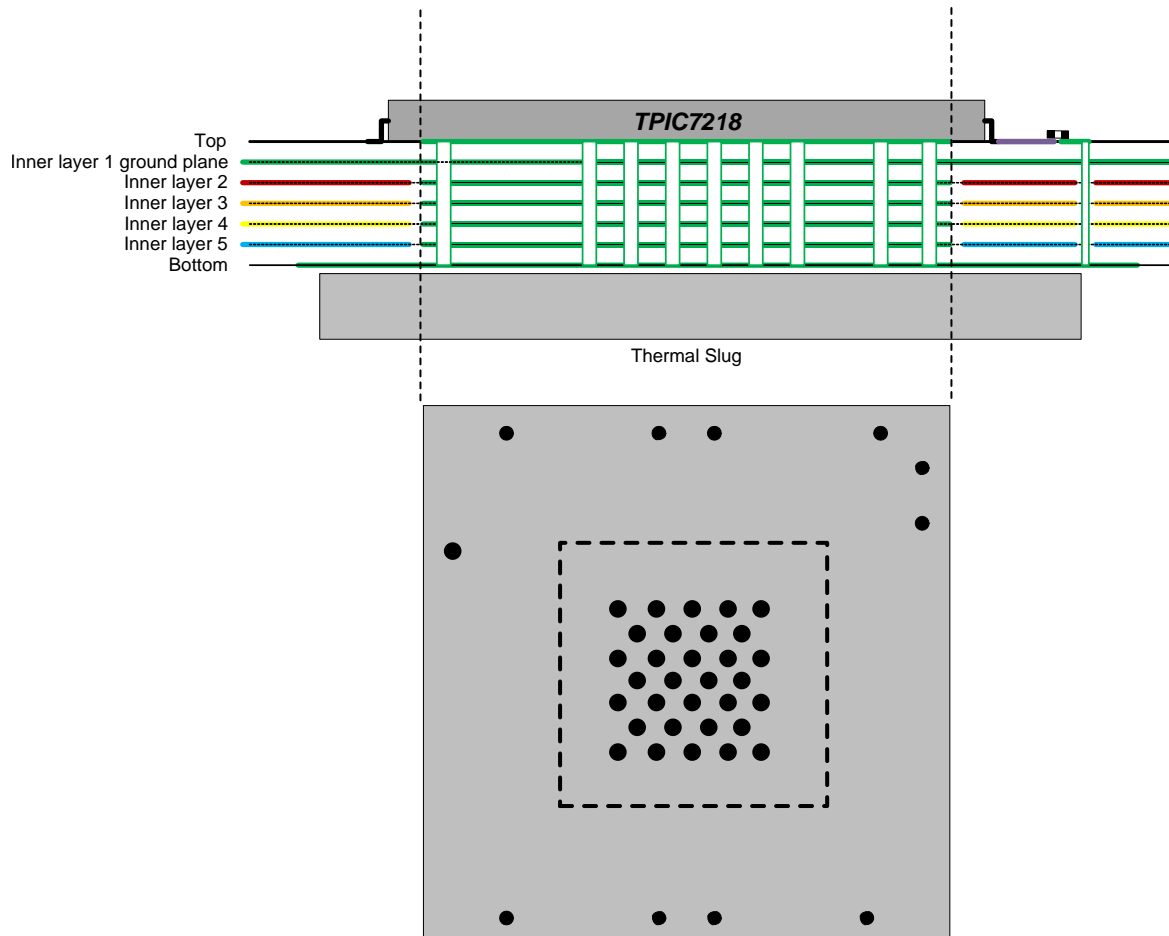 TPIC7218
Top
Inner layer 1 ground plane
Inner layer 2
Inner layer 3
Inner layer 4
Inner layer 5
Bottom
Thermal Slug